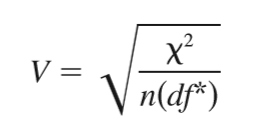 V = √(χ² / n(df*))